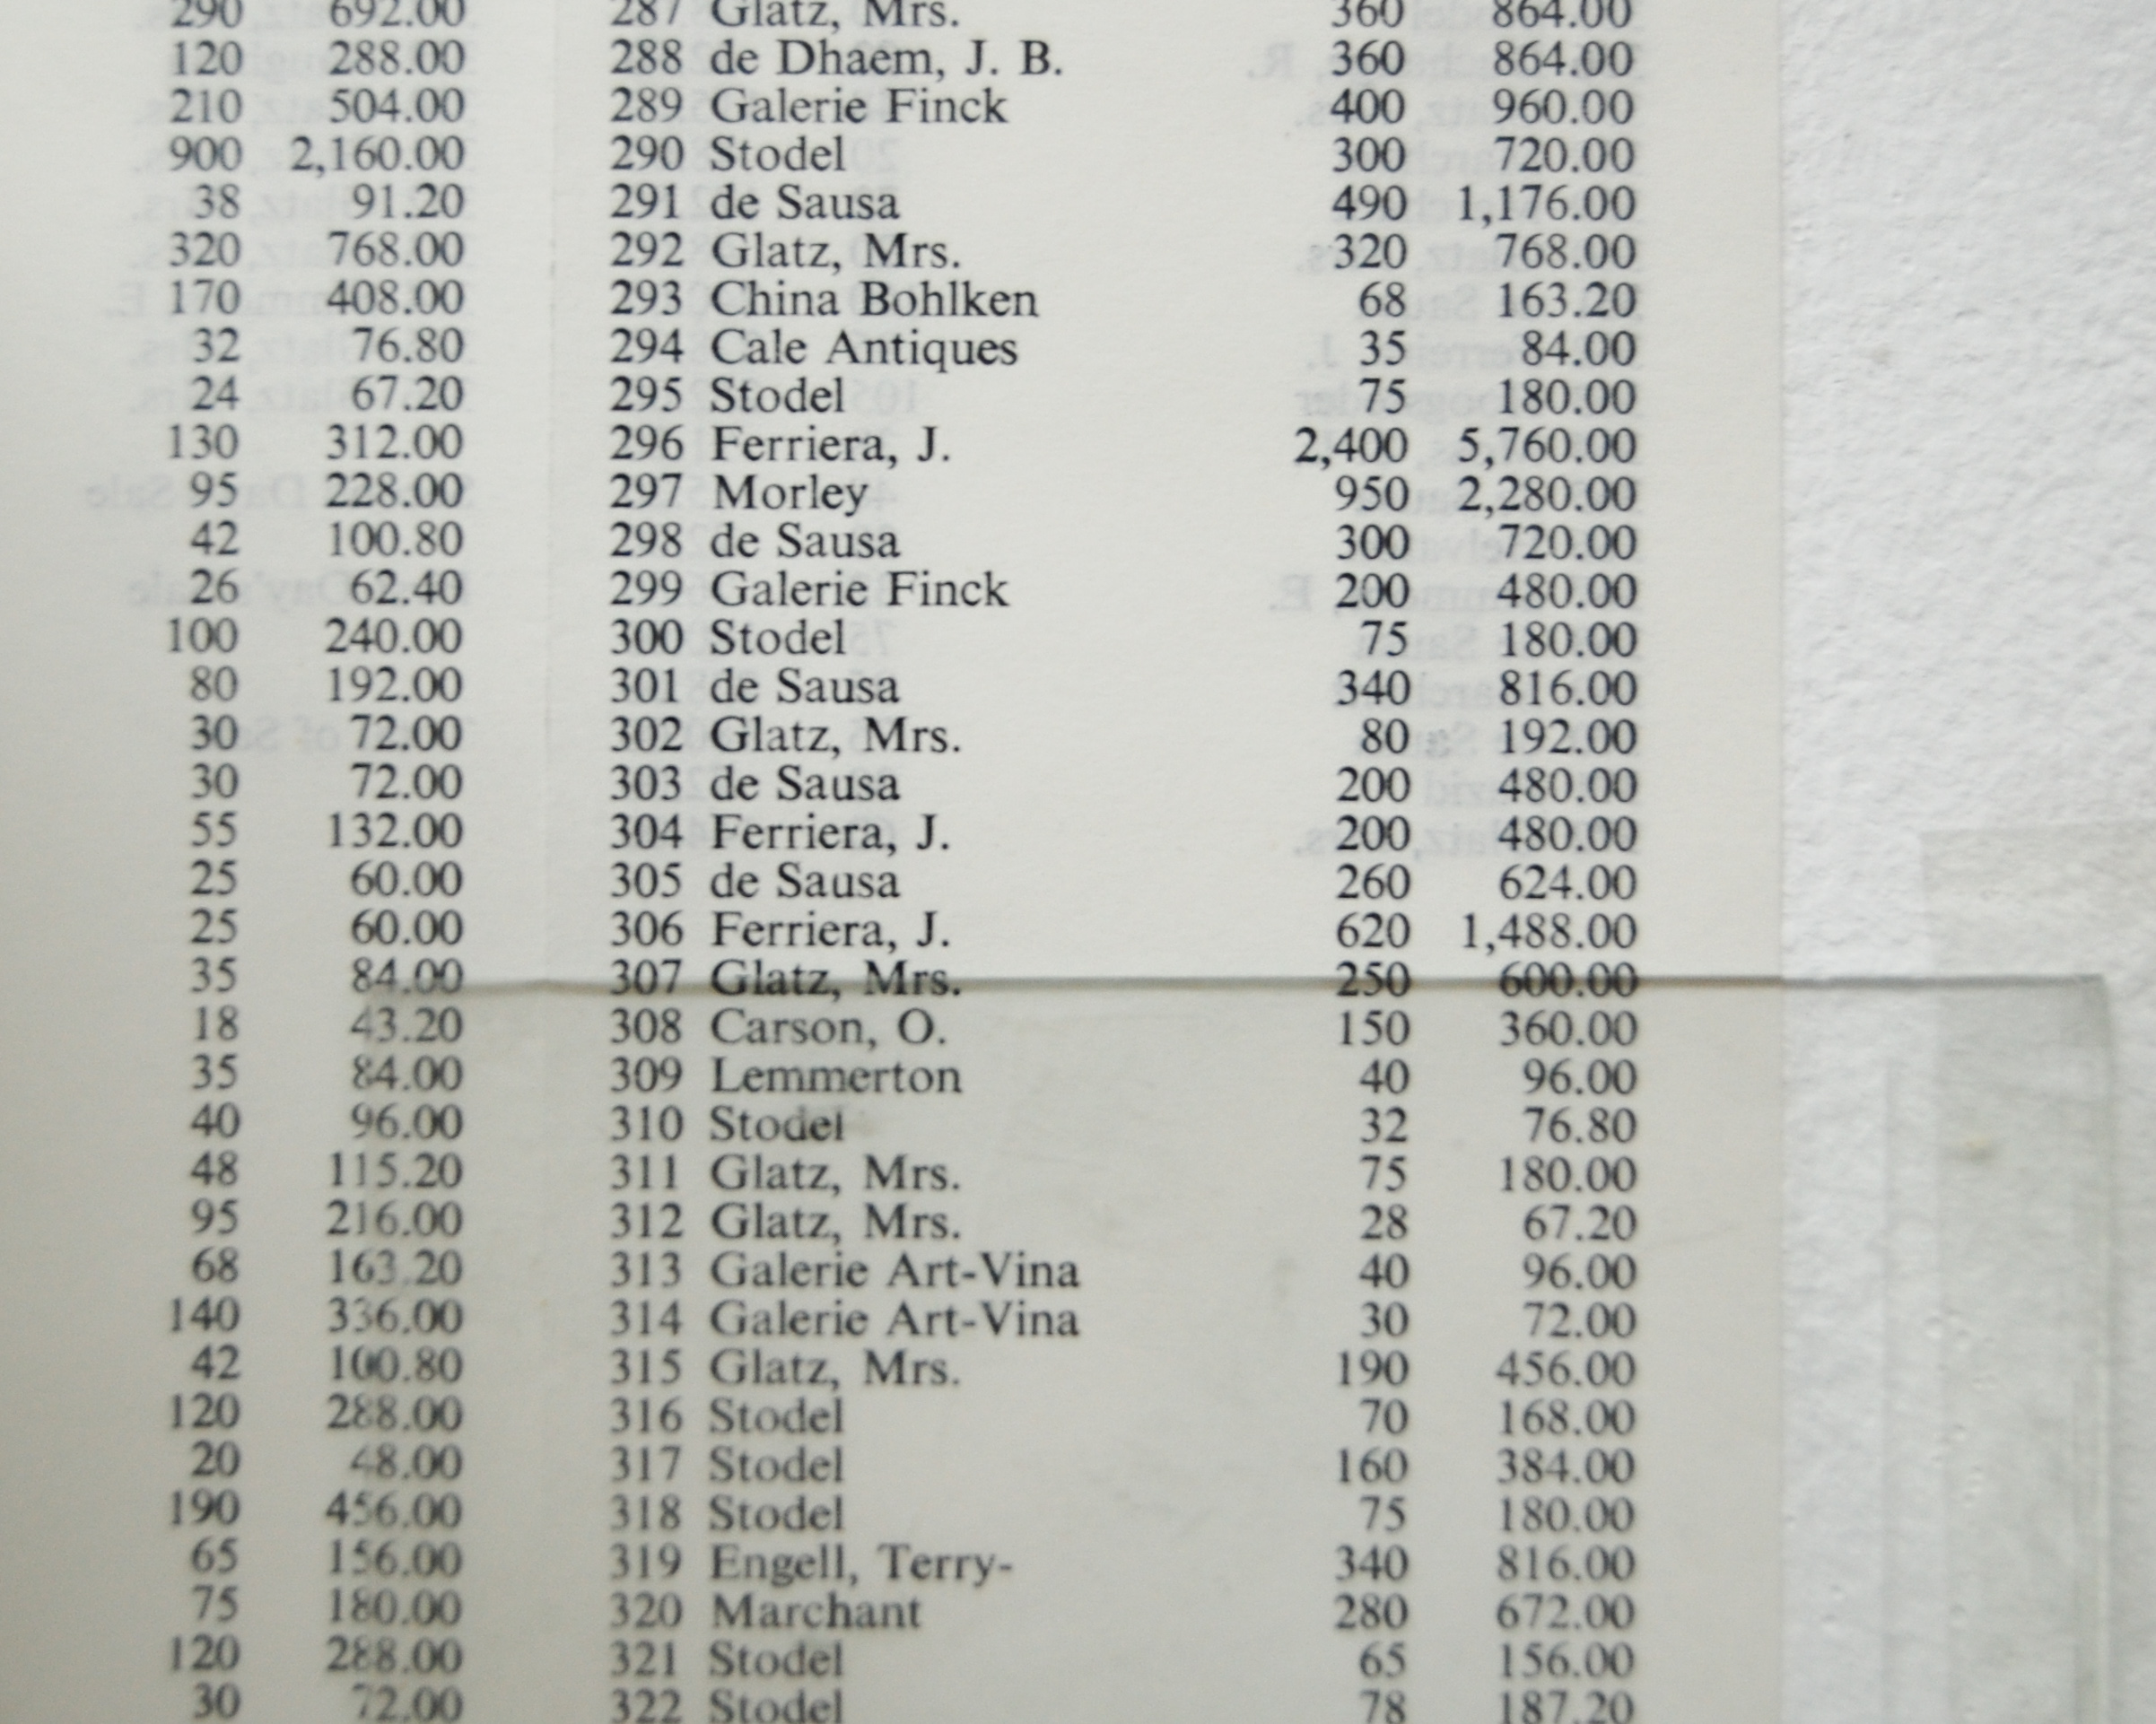 290 692.00 287 Glatz, Mrs. 360 864.00
120 288.00 288 de Dhaem, J. B. 360 864.00
210 504.00 289 Galerie Finck 400 960.00
900 2,160.00 290 Stodel 300 720.00
38 91.20 291 de Sausa 490 1,176.00
320 768.00 292 Glatz, Mrs. 320 768.00
170 408.00 293 China Bohlken 68 163.20
32 76.80 294 Cale Antiques 35 84.00
24 67.20 295 Stodel 75 180.00
130 312.00 296 Ferriera, J. 2,400 5,760.00
95 228.00 297 Morley 950 2,280.00
42 100.80 298 de Sausa 300 720.00
26 62.40 299 Galerie Finck 200 480.00
100 240.00 300 Stodel 75 180.00
80 192.00 301 de Sausa 340 816.00
30 72.00 302 Glatz, Mrs. 80 192.00
30 72.00 303 de Sausa 200 480.00
55 132.00 304 Ferriera, J. 200 480.00
25 60.00 305 de Sausa 260 624.00
25 60.00 306 Ferriera, J. 620 1,488.00
35 84.00 307 Glatz, Mrs. 250 600.00
18 43.20 308 Carson, O. 150 360.00
35 84.00 309 Lemmerton 40 96.00
40 96.00 310 Stodel 32 76.80
48 115.20 311 Glatz, Mrs. 75 180.00
95 216.00 312 Glatz, Mrs. 28 67.20
68 163.20 313 Galerie Art-Vina 40 96.00
140 336.00 314 Galerie Art-Vina 30 72.00
42 100.80 315 Glatz, Mrs. 190 456.00
120 288.00 316 Stodel 70 168.00
20 48.00 317 Stodel 160 384.00
190 456.00 318 Stodel 75 180.00
65 156.00 319 Engell, Terry- 340 816.00
75 180.00 320 Marchant 280 672.00
120 288.00 321 Stodel 65 156.00
30 72.00 322 Stodel 78 187.20